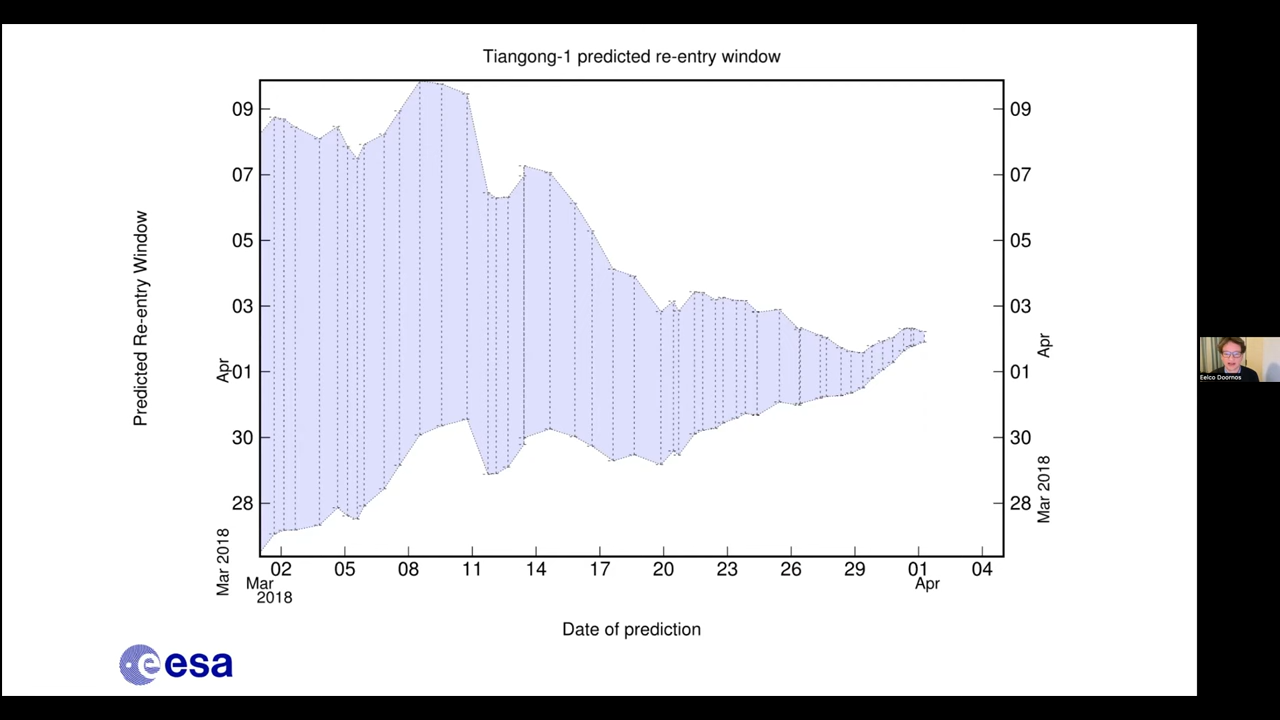 Tiangong-1 predicted re-entry window
09
07
05
03
01
30
28
Apr
Mar 2018
Predicted Re-entry Window
09
07
05
03
01
30
28
Apr
Mar 2018
02 05 08 11 14 17 20 23 26 29 01 04
Mar Apr
2018
Date of prediction
esa
Eelco Doornos